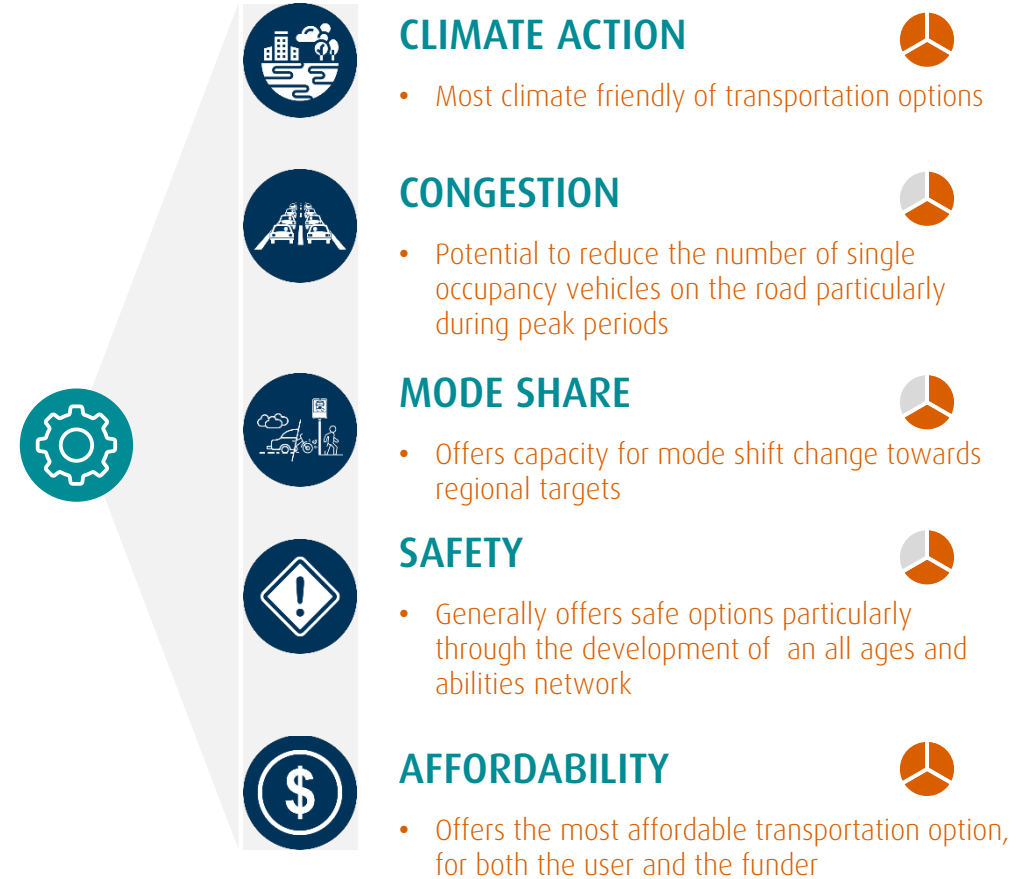 CLIMATE ACTION
• Most climate friendly of transportation options
CONGESTION
• Potential to reduce the number of single
occupancy vehicles on the road particularly
during peak periods
MODE SHARE
• Offers capacity for mode shift change towards
regional targets
SAFETY
• Generally offers safe options particularly
through the development of  an all ages and
abilities network
$
AFFORDABILITY
• Offers the most affordable transportation option,
for both the user and the funder